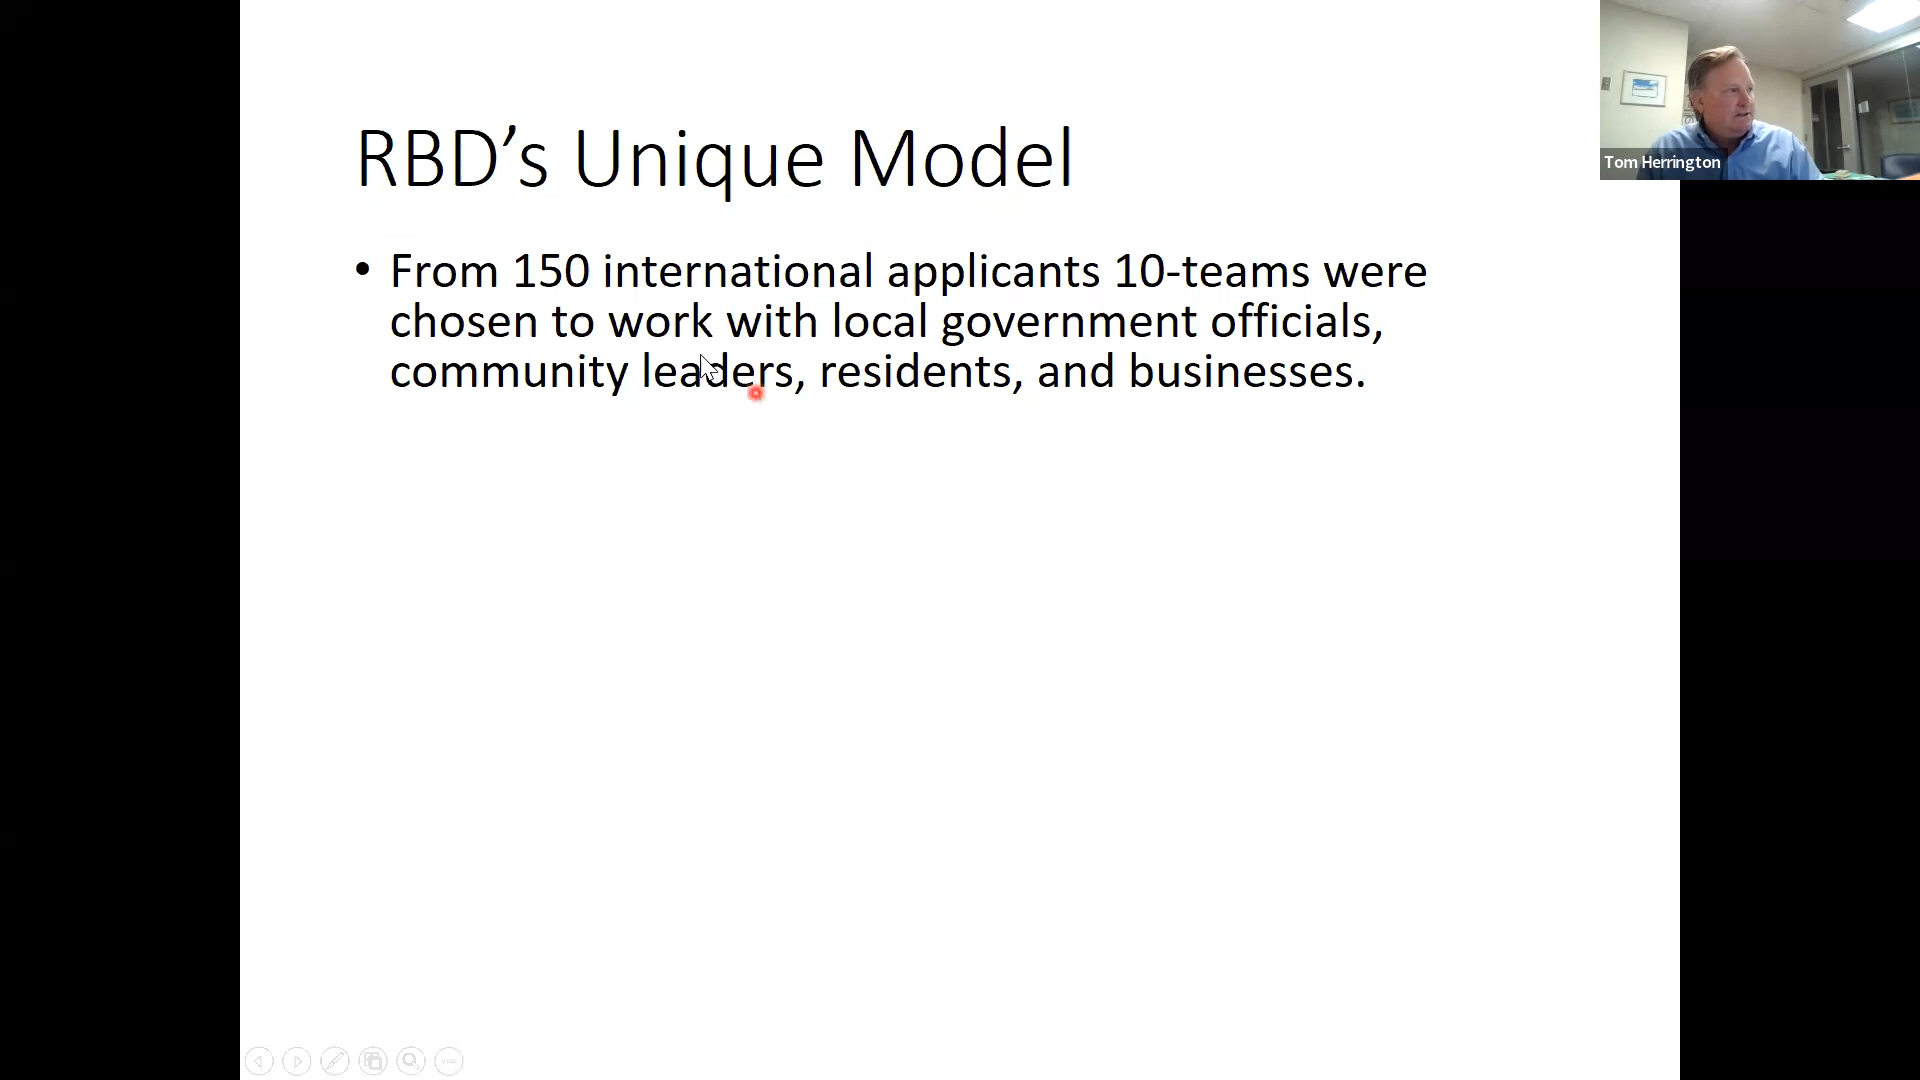 RBD’s Unique Model
• From 150 international applicants 10-teams were
chosen to work with local government officials,
community leaders, residents, and businesses.
Tom Herrington